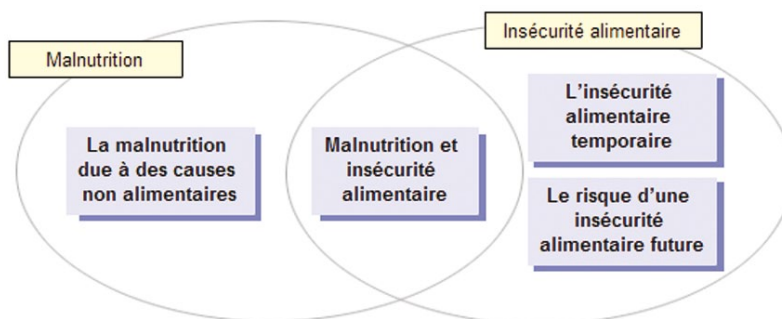 Malnutrition
Insécurité alimentaire
La malnutrition
due à des causes
non alimentaires
Malnutrition et
insécurité
alimentaire
L'insécurité
alimentaire
temporaire
Le risque d'une
insécurité
alimentaire future